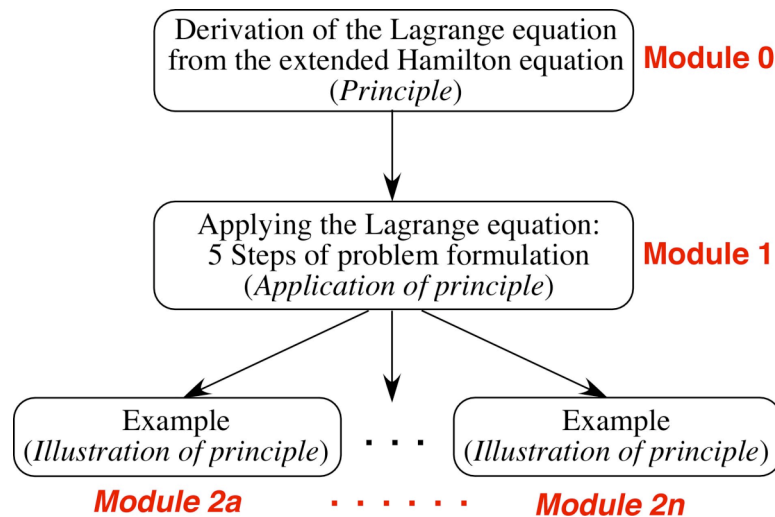 Derivation of the Lagrange equation
from the extended Hamilton equation
(Principle)
Module 0
Applying the Lagrange equation:
5 Steps of problem formulation
(Application of principle)
Module 1
Example
(Illustration of principle)
. . .
Example
(Illustration of principle)
Module 2a
. . . . . .
Module 2n